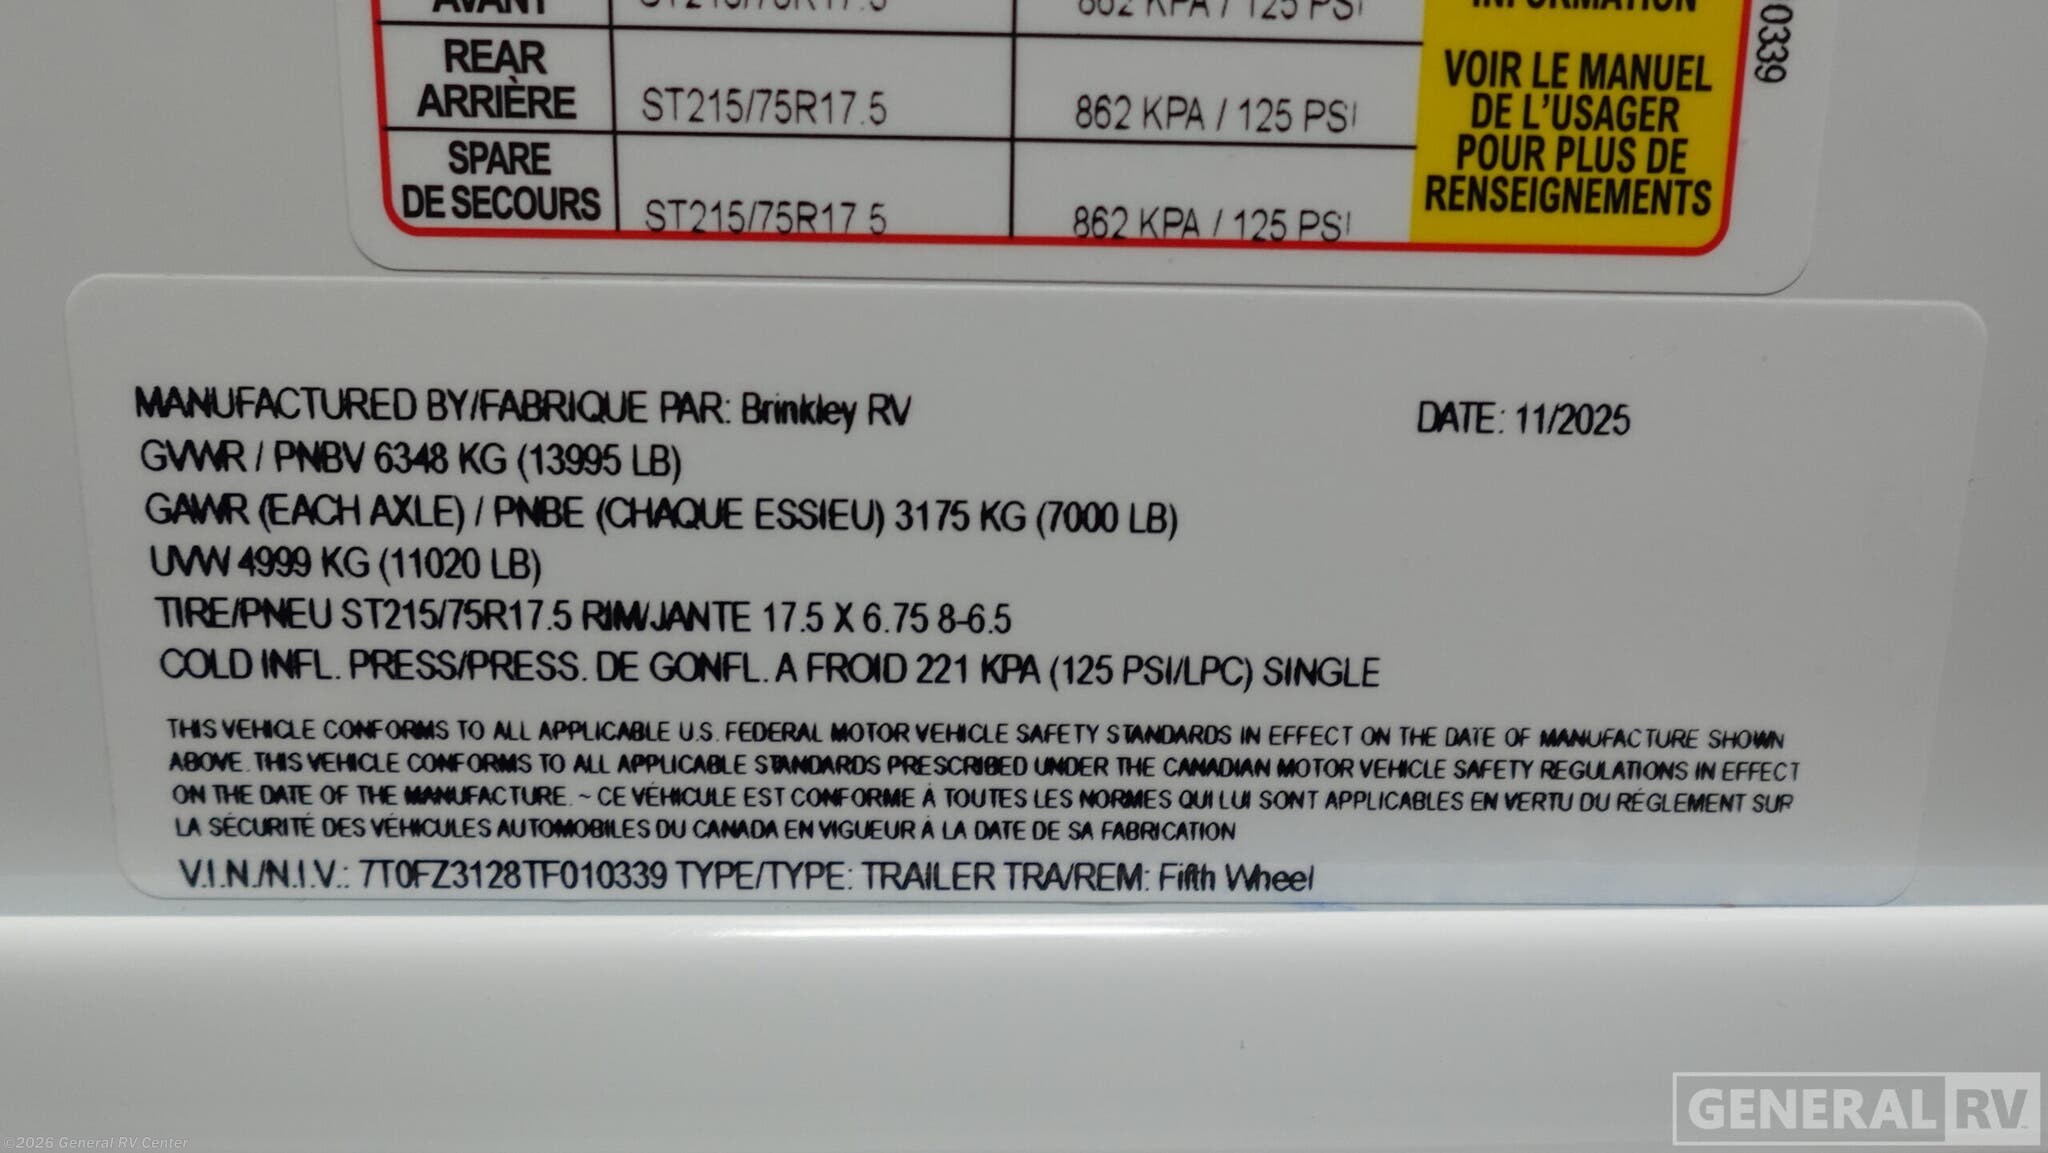 AVANT ST215/75R17.5 862 KPA / 125 PSI INFORMATION
REAR
ARRIÈRE ST215/75R17.5 862 KPA / 125 PSI
SPARE
DE SECOURS ST215/75R17.5 862 KPA / 125 PSI
VOIR LE MANUEL
DE L'USAGER
POUR PLUS DE
RENSEIGNEMENTS
0339
MANUFACTURED BY/FABRIQUE PAR: Brinkley RV DATE: 11/2025
GVWR / PNBV 6348 KG (13995 LB)
GAWR (EACH AXLE) / PNBE (CHAQUE ESSIEU) 3175 KG (7000 LB)
UVW 4999 KG (11020 LB)
TIRE/PNEU ST215/75R17.5 RIM/JANTE 17.5 X 6.75 8-6.5
COLD INFL. PRESS/PRESS. DE GONFL. A FROID 221 KPA (125 PSI/LPC) SINGLE
THIS VEHICLE CONFORMS TO ALL APPLICABLE U.S. FEDERAL MOTOR VEHICLE SAFETY STANDARDS IN EFFECT ON THE DATE OF MANUFACTURE SHOWN
ABOVE. THIS VEHICLE CONFORMS TO ALL APPLICABLE STANDARDS PRESCRIBED UNDER THE CANADIAN MOTOR VEHICLE SAFETY REGULATIONS IN EFFECT
ON THE DATE OF THE MANUFACTURE. ~ CE VÉHICULE EST CONFORME À TOUTES LES NORMES QUI LUI SONT APPLICABLES EN VERTU DU RÉGLEMENT SUR
LA SÉCURITÉ DES VÉHICULES AUTOMOBILES DU CANADA EN VIGUEUR À LA DATE DE SA FABRICATION
V.I.N./N.I.V.: 7T0FZ3128TF010339 TYPE/TYPE: TRAILER TRA/REM: Fifth Wheel
GENERAL RV
©2026 General RV Center